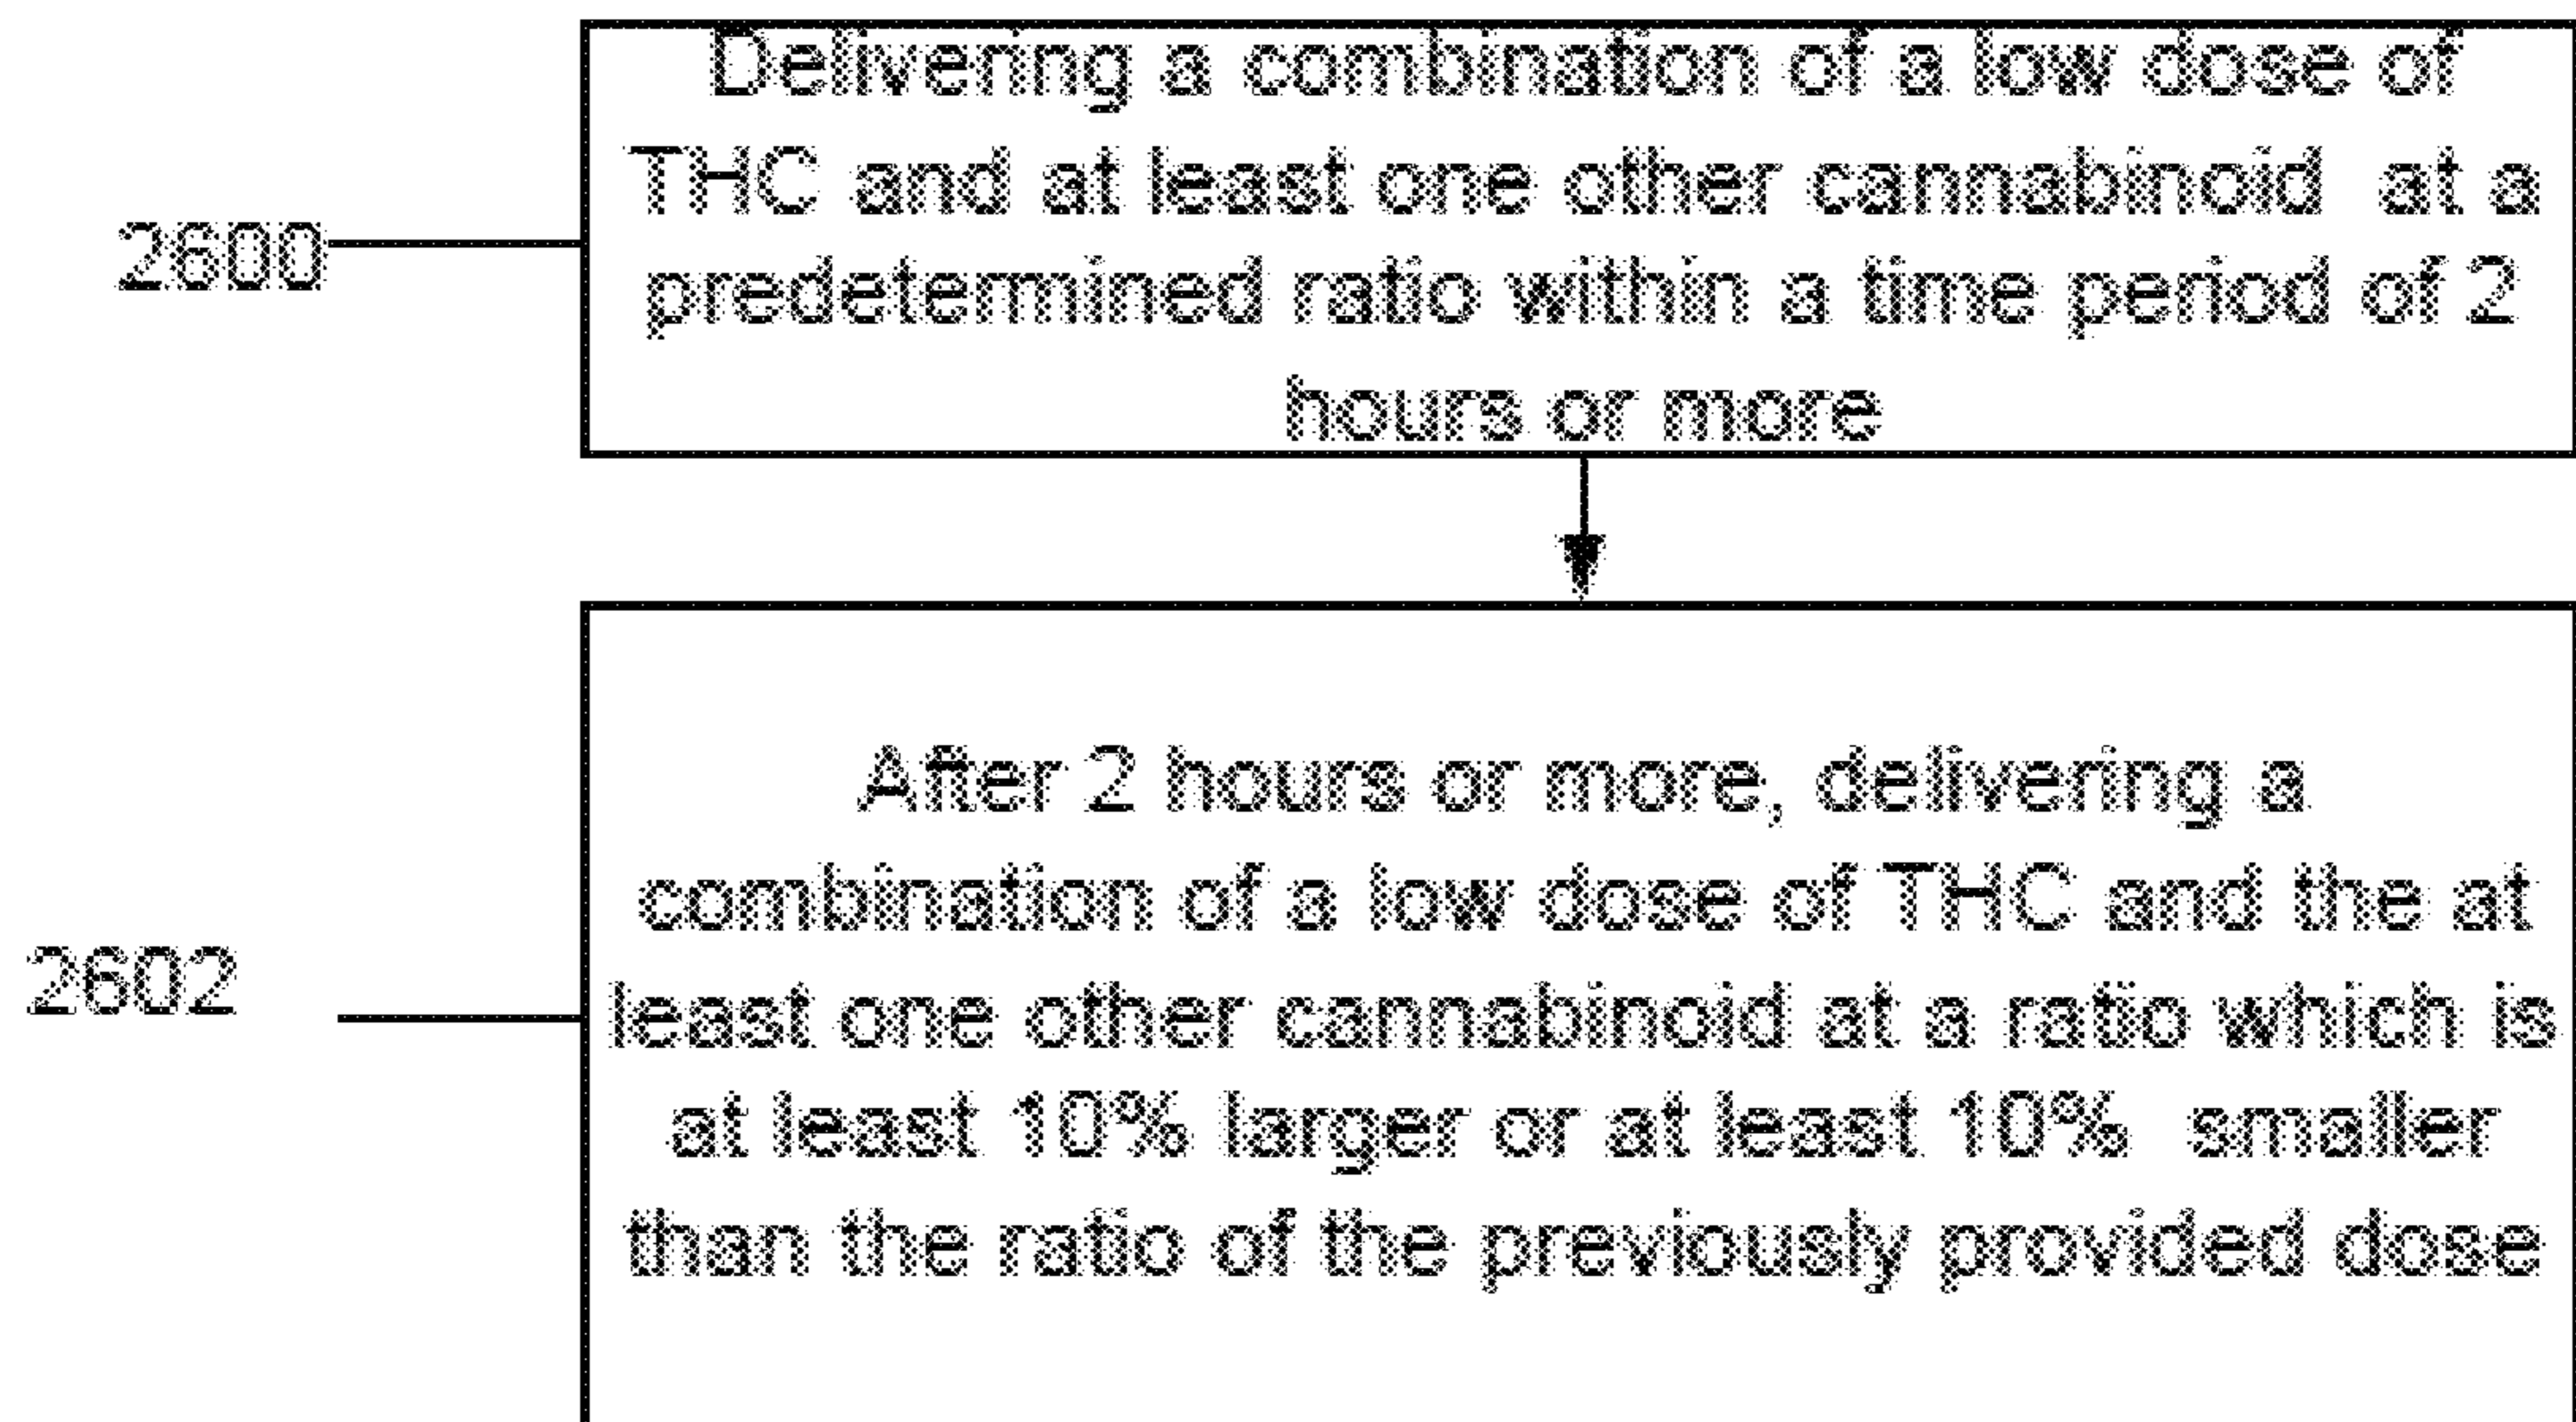 Delivering a combination of a low dose of
THC and at least one other cannabinoid at a
2600
predetermined ratio within a time period of 2
hours or more
After 2 hours or more, delivering a
combination of a low dose of THC and the at
2602
least one other cannabinoid at a ratio which is
at least 10% larger or at least 10% smaller
than the ratio of the previously provided dose